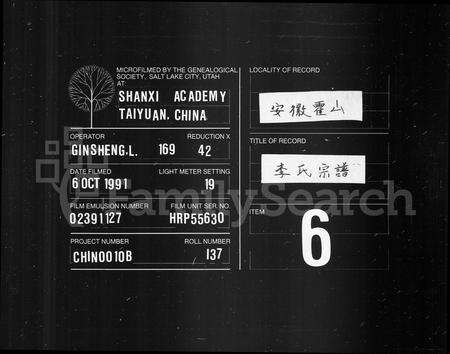 MICROFILMED BY THE GENEALOGICAL
SOCIETY, SALT LAKE CITY, UTAH
AT:
SHANXI ACADEMY
TAIYUAN, CHINA
OPERATOR REDUCTION X
GINSHENG.L. 169 42
DATE FILMED LIGHT METER SETTING
6 OCT 1991 19
FILM EMULSION NUMBER FILM UNIT SER. NO.
02391127 HRP55630
PROJECT NUMBER ROLL NUMBER
CHIN0010B 137
LOCALITY OF RECORD
安徽霍山
TITLE OF RECORD
李氏宗譜
ITEM
6
FamilySearch